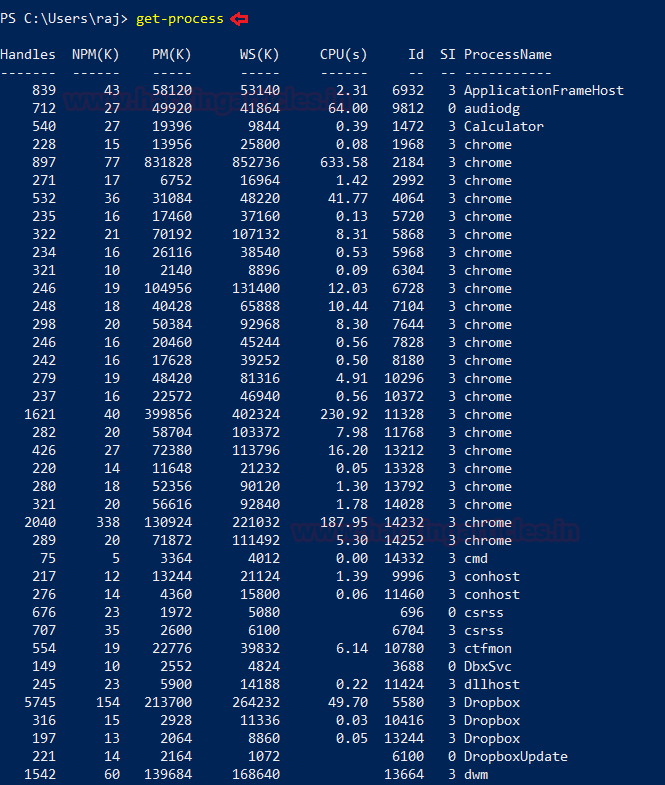 PS C:\Users\raj> get-process
Handles NPM(K) PM(K) WS(K) CPU(s) Id SI ProcessName
------- ------ ----- ----- ------ -- -- -----------
839 43 58120 53140 2.31 6932 3 ApplicationFrameHost
712 27 49920 41864 64.00 9812 0 audiodg
540 27 19396 9844 0.39 1472 3 Calculator
228 15 13956 25800 0.08 1968 3 chrome
897 77 831828 852736 633.58 2184 3 chrome
271 17 6752 16964 1.42 2992 3 chrome
532 36 31084 48220 41.77 4064 3 chrome
235 16 17460 37160 0.13 5720 3 chrome
322 21 70192 107132 8.31 5868 3 chrome
234 16 26116 38540 0.53 5968 3 chrome
321 10 2140 8896 0.09 6304 3 chrome
246 19 104956 131400 12.03 6728 3 chrome
248 18 40428 65888 10.44 7104 3 chrome
298 20 50384 92968 8.30 7644 3 chrome
246 16 20460 45244 0.56 7828 3 chrome
242 16 17628 39252 0.50 8180 3 chrome
279 19 48420 81316 4.91 10296 3 chrome
237 16 22572 46940 0.56 10372 3 chrome
1621 40 399856 402324 230.92 11328 3 chrome
282 20 58704 103372 7.98 11768 3 chrome
426 27 72380 113796 16.20 13212 3 chrome
220 14 11648 21232 0.05 13328 3 chrome
280 18 52356 90120 1.30 13792 3 chrome
321 20 56616 92840 1.78 14028 3 chrome
2040 338 130924 221032 187.95 14232 3 chrome
289 20 71872 111492 5.30 14252 3 chrome
75 5 3364 4012 0.00 14332 3 cmd
217 12 13244 21124 1.39 9996 3 conhost
276 14 4360 15800 0.06 11460 3 conhost
676 23 1972 5080 696 0 csrss
707 35 2600 6100 6704 3 csrss
554 19 22776 39832 6.14 10780 3 ctfmon
149 10 2552 4824 3688 0 DbxSvc
245 23 5900 14188 0.22 11424 3 dllhost
5745 154 213700 264232 49.70 5580 3 Dropbox
316 15 2928 11336 0.03 10416 3 Dropbox
197 13 2064 8860 0.05 13244 3 Dropbox
221 14 2164 1072 6100 0 DropboxUpdate
1542 60 139684 168640 13664 3 dwm